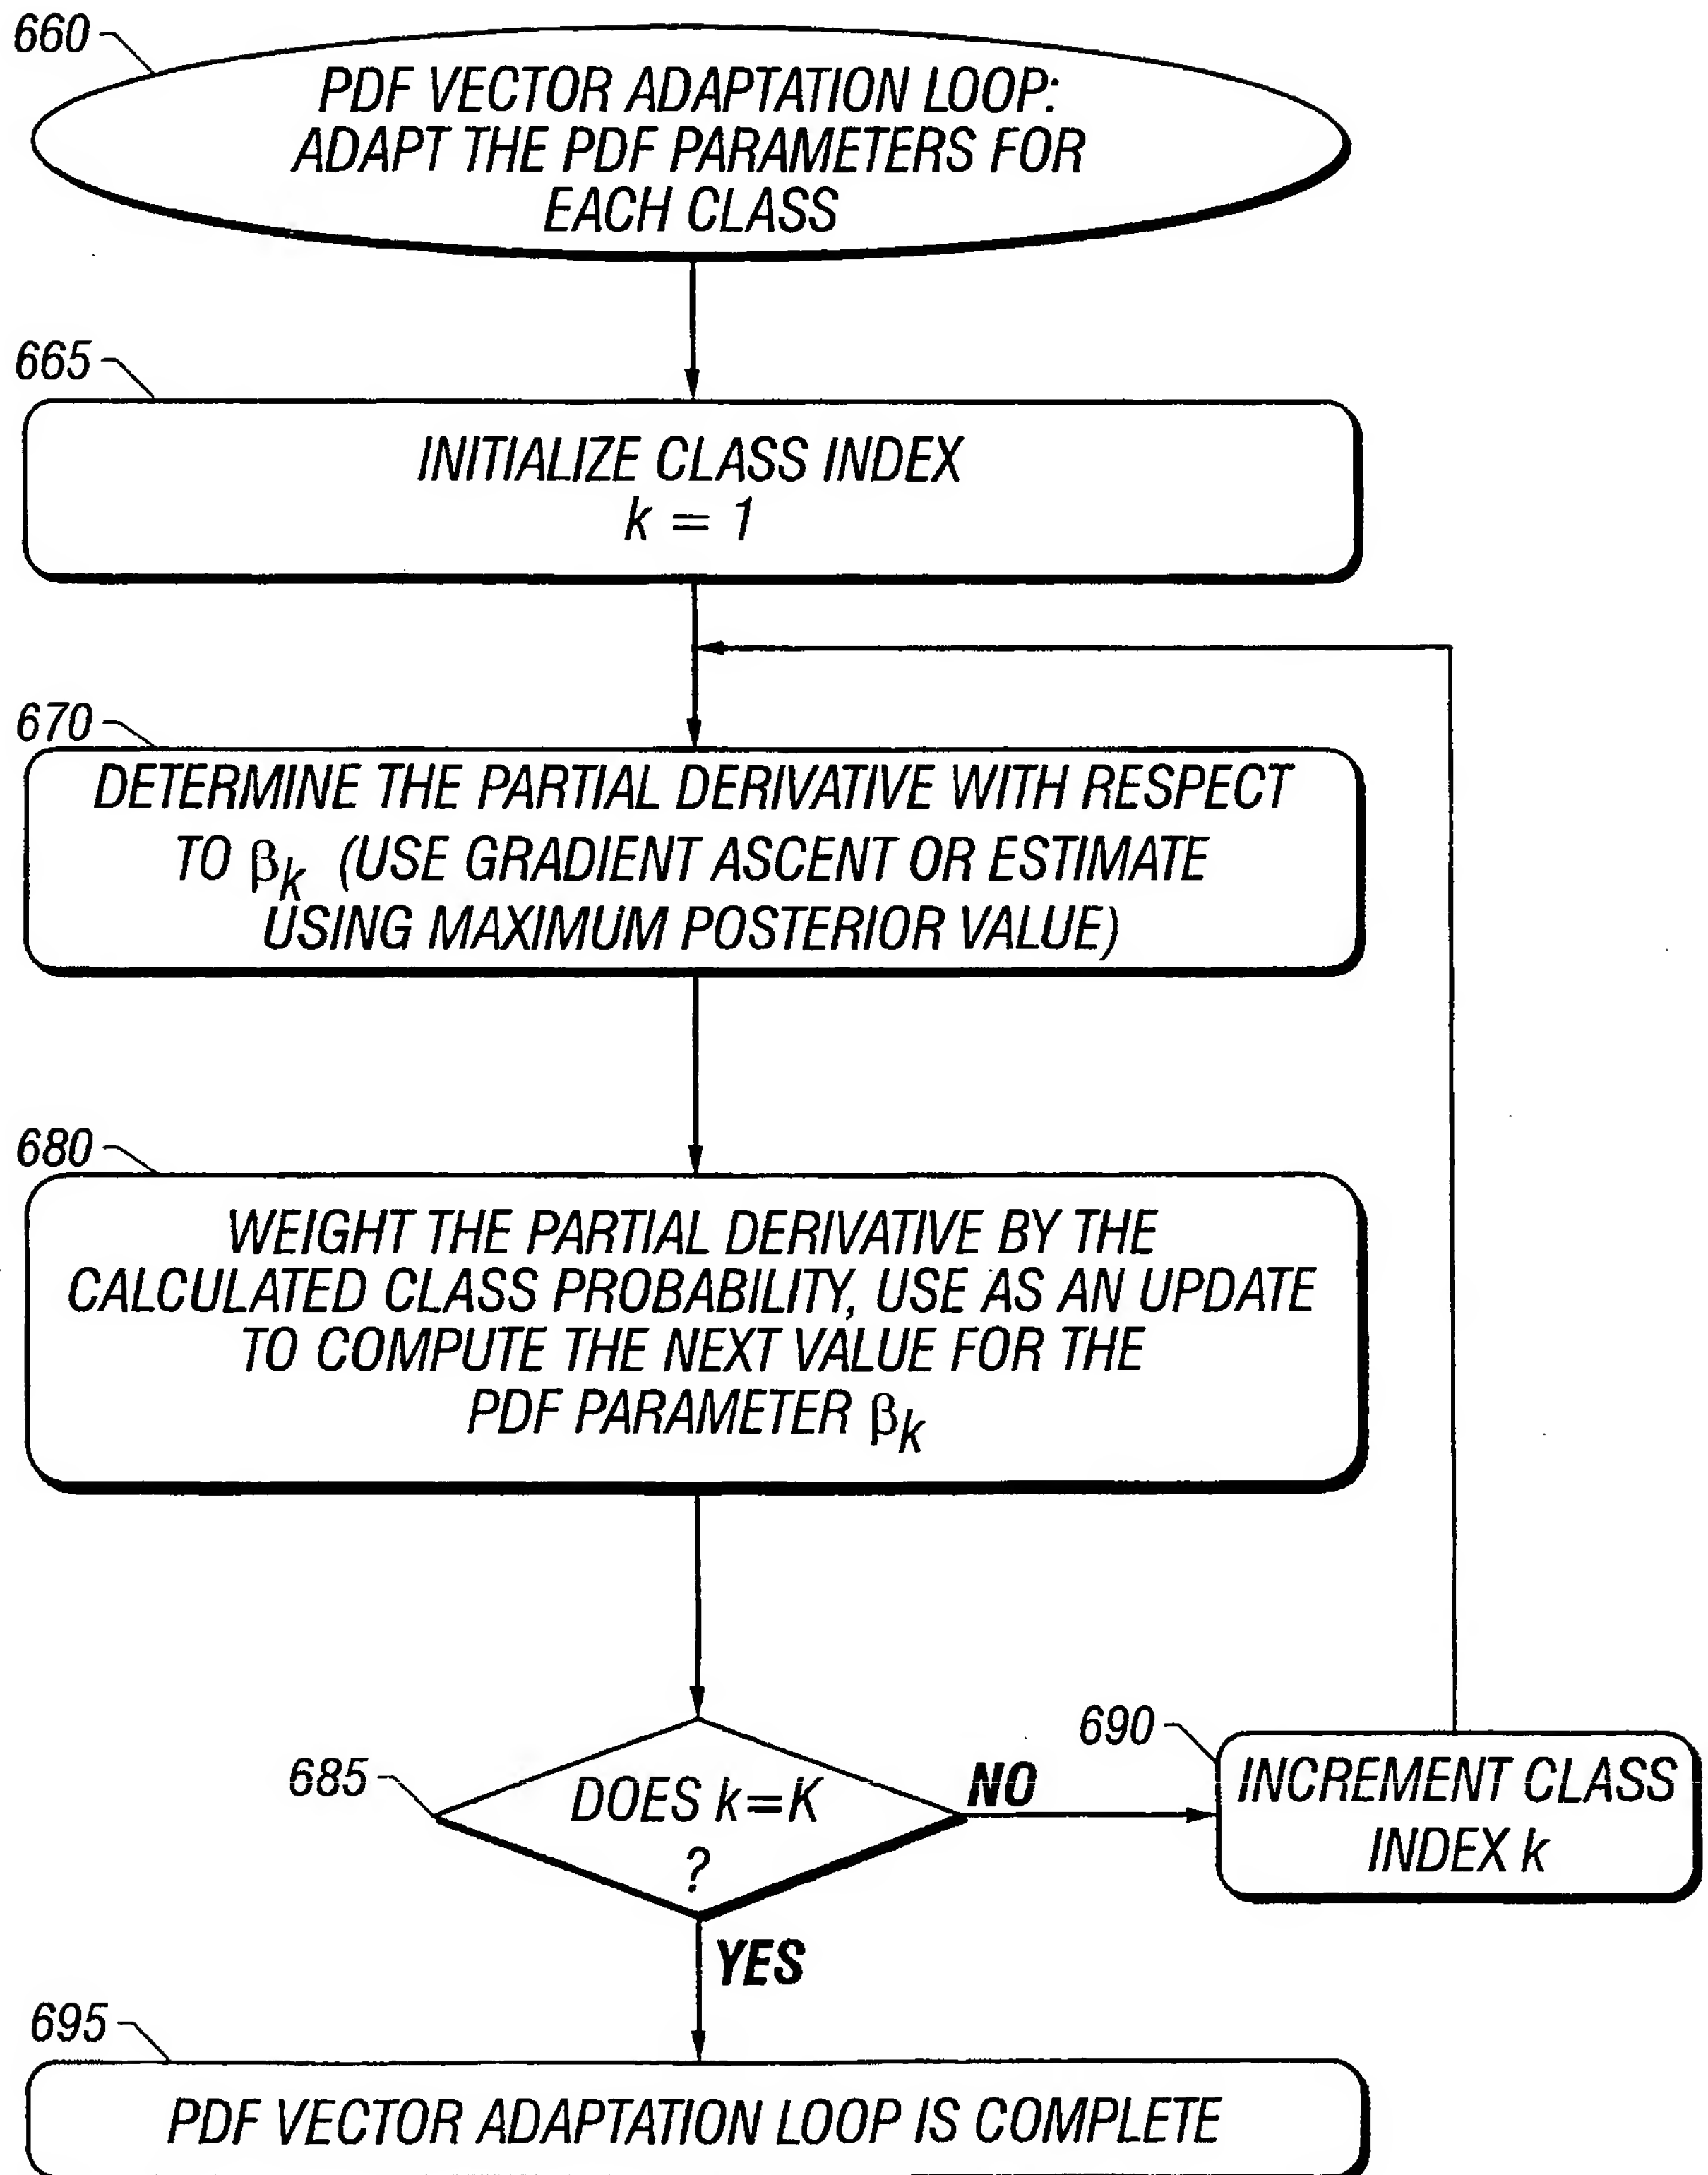 660
PDF VECTOR ADAPTATION LOOP:
ADAPT THE PDF PARAMETERS FOR
EACH CLASS
665
INITIALIZE CLASS INDEX
k = 1
670
DETERMINE THE PARTIAL DERIVATIVE WITH RESPECT
TO βk (USE GRADIENT ASCENT OR ESTIMATE
USING MAXIMUM POSTERIOR VALUE)
680
WEIGHT THE PARTIAL DERIVATIVE BY THE
CALCULATED CLASS PROBABILITY, USE AS AN UPDATE
TO COMPUTE THE NEXT VALUE FOR THE
PDF PARAMETER βk
685
DOES k=K
?
NO
690
INCREMENT CLASS
INDEX k
YES
695
PDF VECTOR ADAPTATION LOOP IS COMPLETE